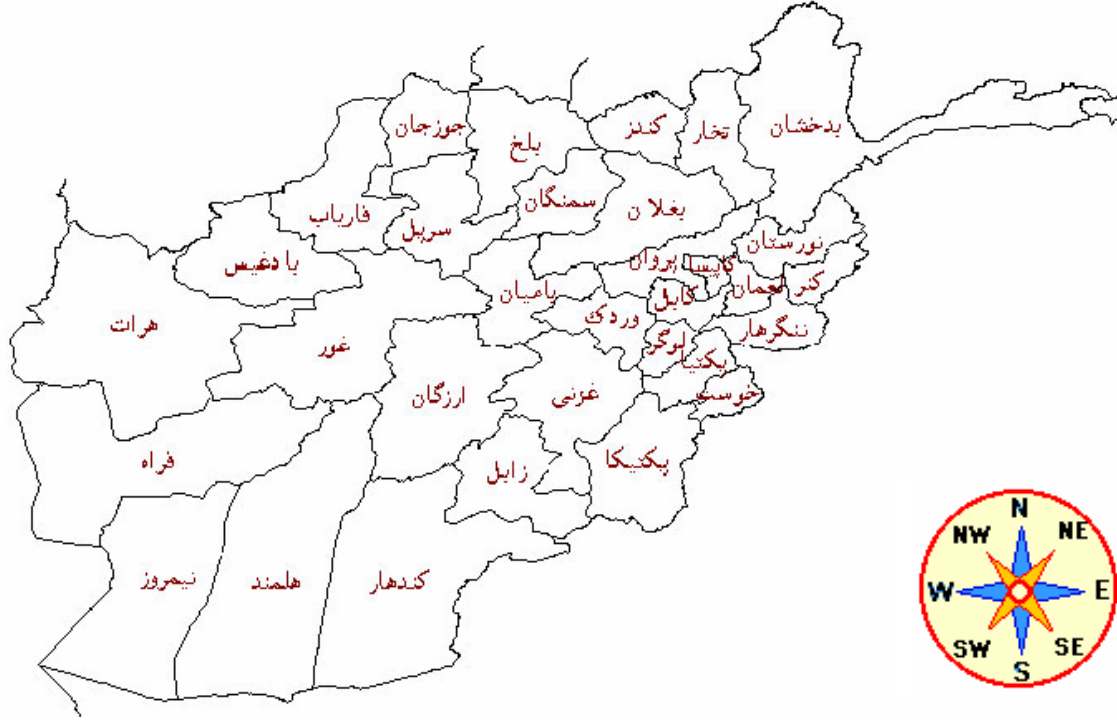 بدخشان
تخار
کندز
بلخ
جوزجان
بغلان
سمنگان
سرپل
فاریاب
بادغیس
هرات
نورستان
کنر
لغمان
کاپیسا
پروان
کابل
بامیان
وردک
ننگرهار
لوگر
پکتیا
خوست
غور
ارزگان
غزنی
پکتیکا
زابل
فراه
نیمروز
هلمند
کندهار
N
NW
NE
W
E
SW
SE
S